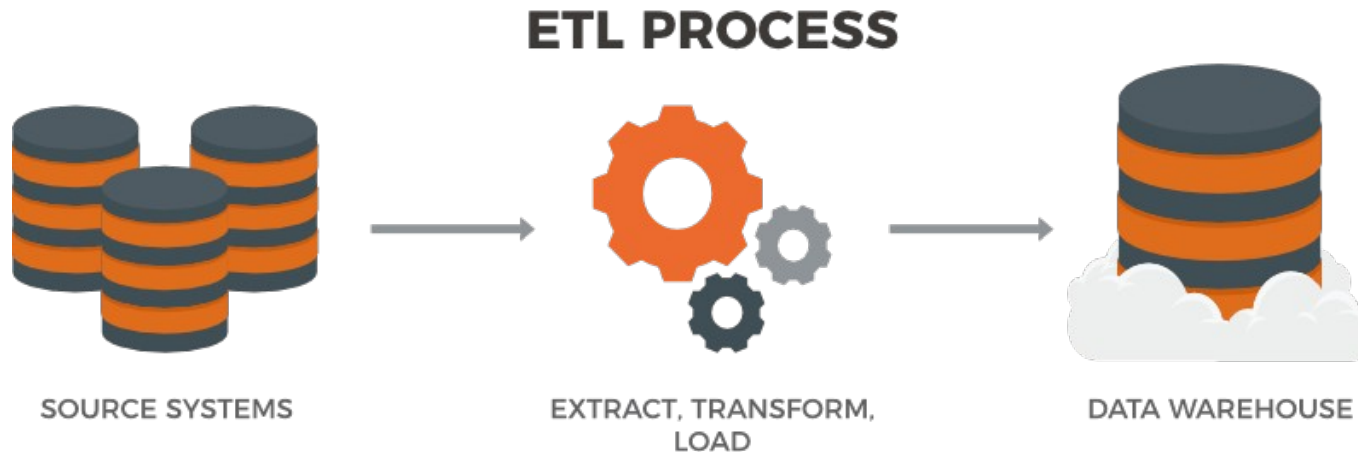 ETL PROCESS
SOURCE SYSTEMS
EXTRACT, TRANSFORM,
LOAD
DATA WAREHOUSE